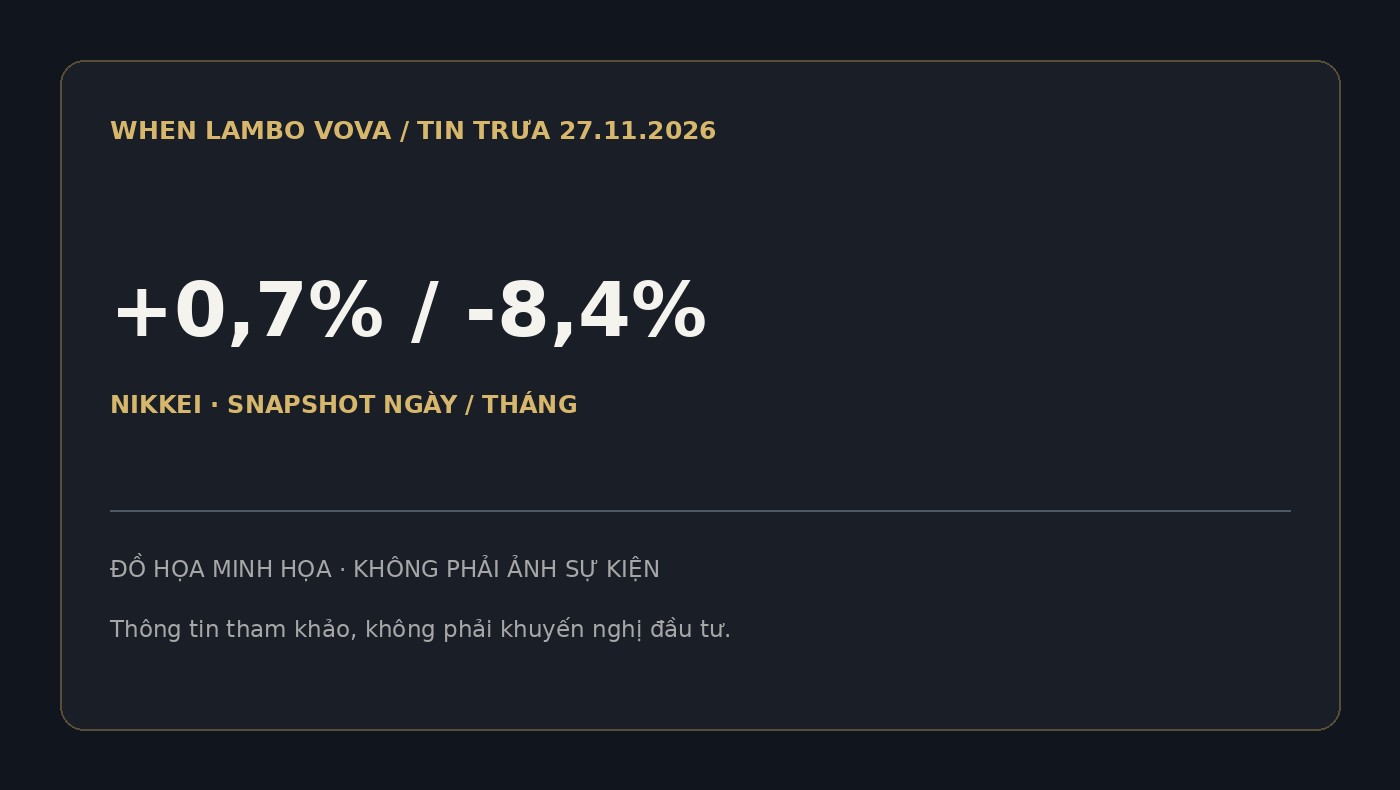 WHEN LAMBO VOVA / TIN TRƯA 27.11.2026
+0,7% / -8,4%
NIKKEI · SNAPSHOT NGÀY / THÁNG
ĐỒ HỌA MINH HỌA · KHÔNG PHẢI ẢNH SỰ KIỆN
Thông tin tham khảo, không phải khuyến nghị đầu tư.